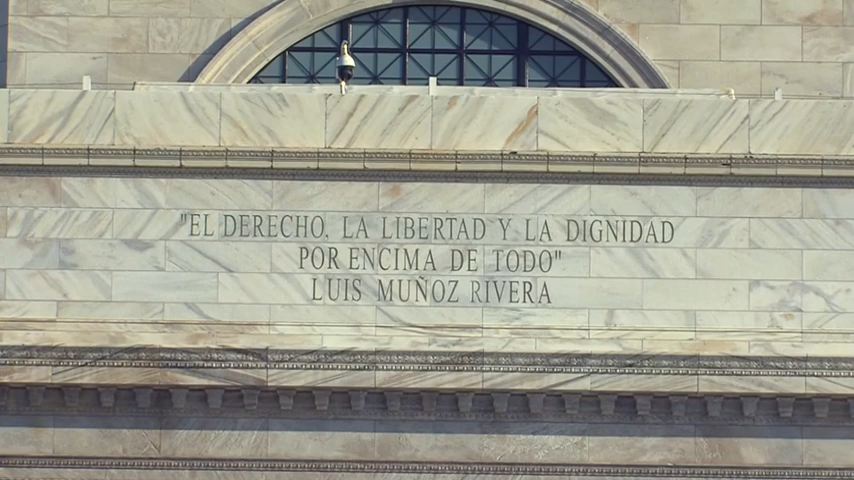 "EL DERECHO, LA LIBERTAD Y LA DIGNIDAD
POR ENCIMA DE TODO"
LUIS MUÑOZ RIVERA